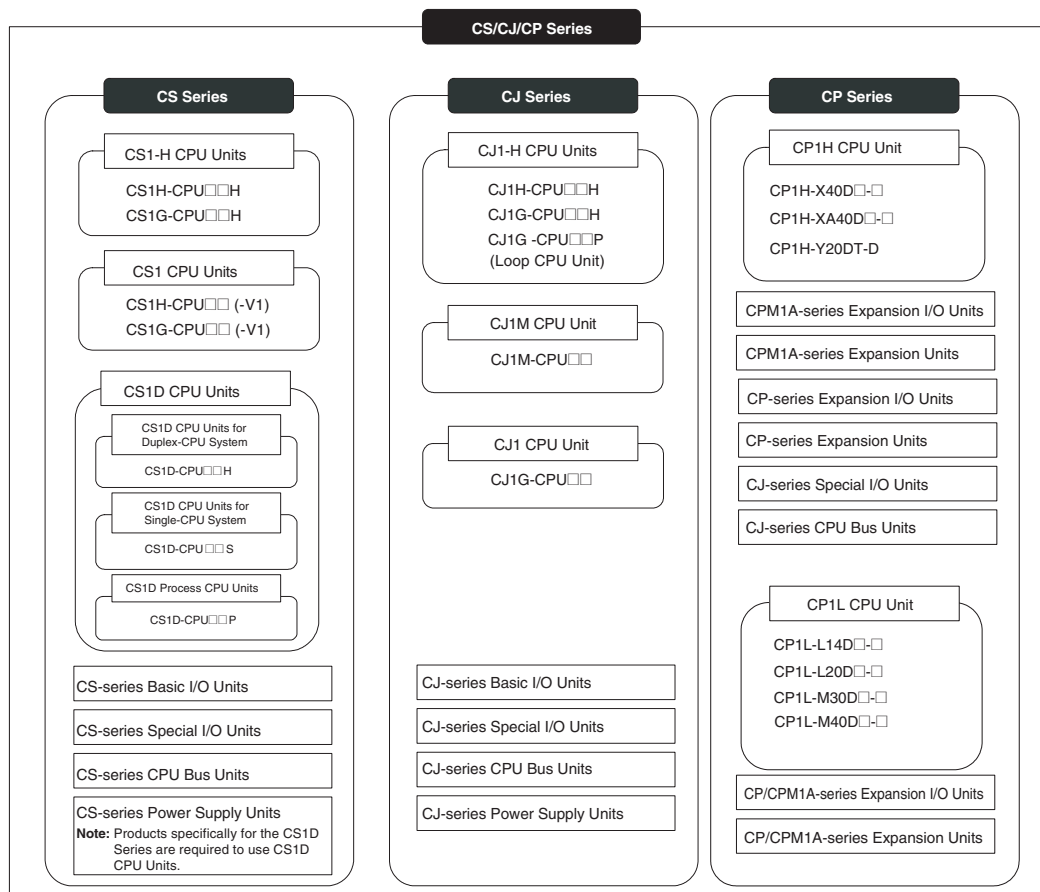 CS/CJ/CP Series
CS Series
CS1-H CPU Units
CS1H-CPU□□H
CS1G-CPU□□H
CS1 CPU Units
CS1H-CPU□□ (-V1)
CS1G-CPU□□ (-V1)
CS1D CPU Units
CS1D CPU Units for
Duplex-CPU System
CS1D-CPU□□H
CS1D CPU Units for
Single-CPU System
CS1D-CPU□□S
CS1D Process CPU Units
CS1D-CPU□□P
CS-series Basic I/O Units
CS-series Special I/O Units
CS-series CPU Bus Units
CS-series Power Supply Units
Note: Products specifically for the CS1D
Series are required to use CS1D
CPU Units.
CJ Series
CJ1-H CPU Units
CJ1H-CPU□□H
CJ1G-CPU□□H
CJ1G -CPU□□P
(Loop CPU Unit)
CJ1M CPU Unit
CJ1M-CPU□□
CJ1 CPU Unit
CJ1G-CPU□□
CJ-series Basic I/O Units
CJ-series Special I/O Units
CJ-series CPU Bus Units
CJ-series Power Supply Units
CP Series
CP1H CPU Unit
CP1H-X40D□-□
CP1H-XA40D□-□
CP1H-Y20DT-D
CPM1A-series Expansion I/O Units
CPM1A-series Expansion Units
CP-series Expansion I/O Units
CP-series Expansion Units
CJ-series Special I/O Units
CJ-series CPU Bus Units
CP1L CPU Unit
CP1L-L14D□-□
CP1L-L20D□-□
CP1L-M30D□-□
CP1L-M40D□-□
CP/CPM1A-series Expansion I/O Units
CP/CPM1A-series Expansion Units